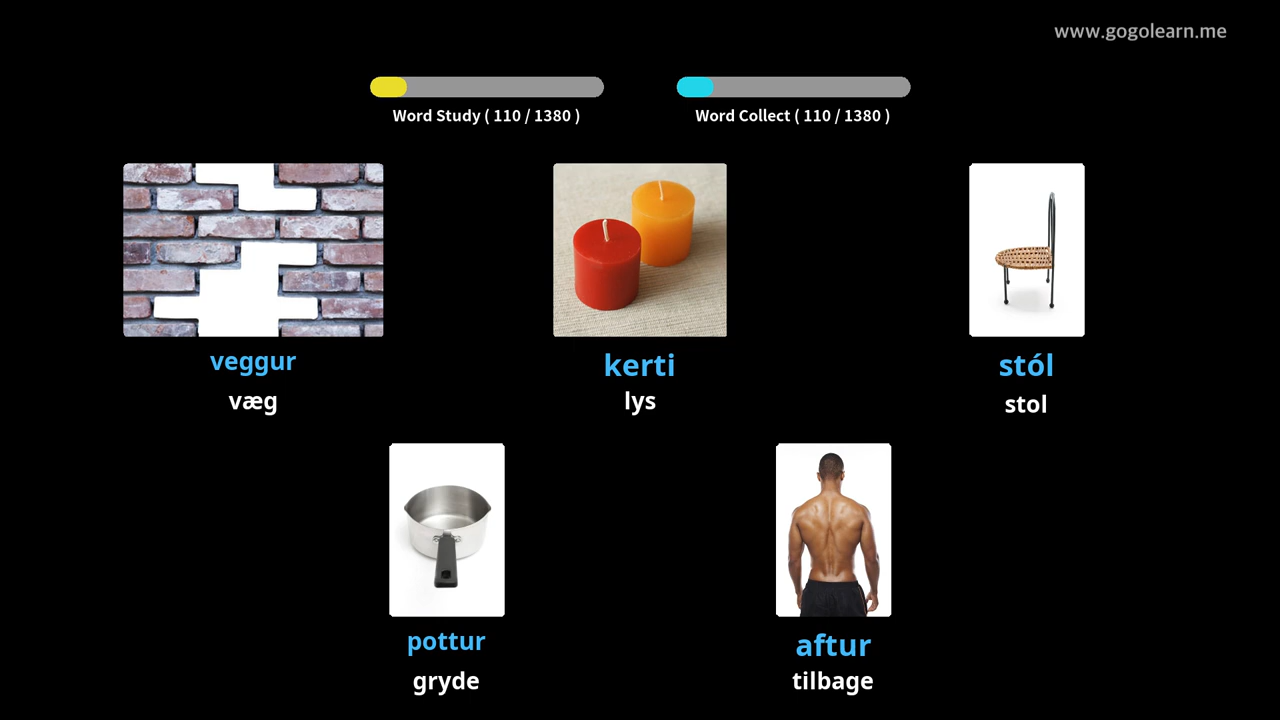 www.gogolearn.me
Word Study ( 110 / 1380 )
Word Collect ( 110 / 1380 )
veggur
væg
kerti
lys
stól
stol
pottur
gryde
aftur
tilbage